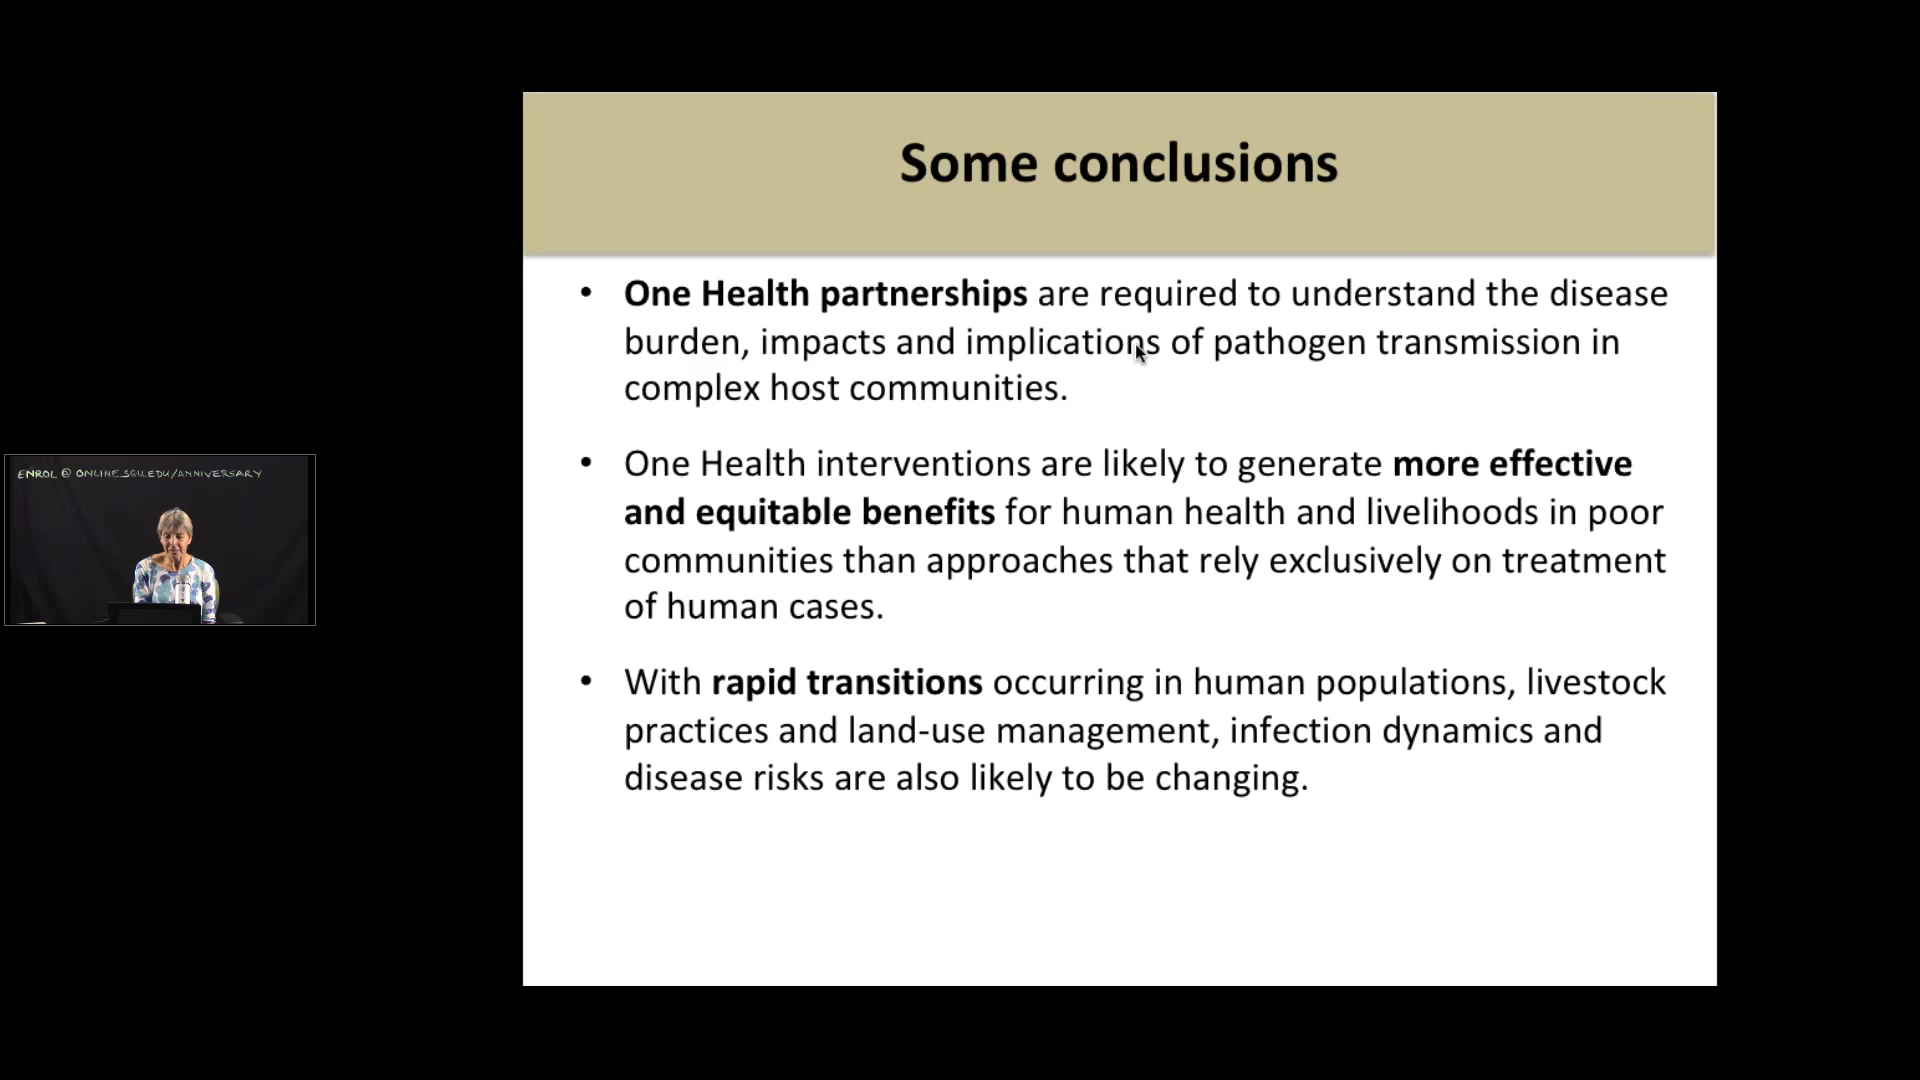 Some conclusions
• One Health partnerships are required to understand the disease
burden, impacts and implications of pathogen transmission in
complex host communities.
• One Health interventions are likely to generate more effective
and equitable benefits for human health and livelihoods in poor
communities than approaches that rely exclusively on treatment
of human cases.
• With rapid transitions occurring in human populations, livestock
practices and land-use management, infection dynamics and
disease risks are also likely to be changing.
ENROL @ ONLINE.SGU.EDU/ANNIVERSARY